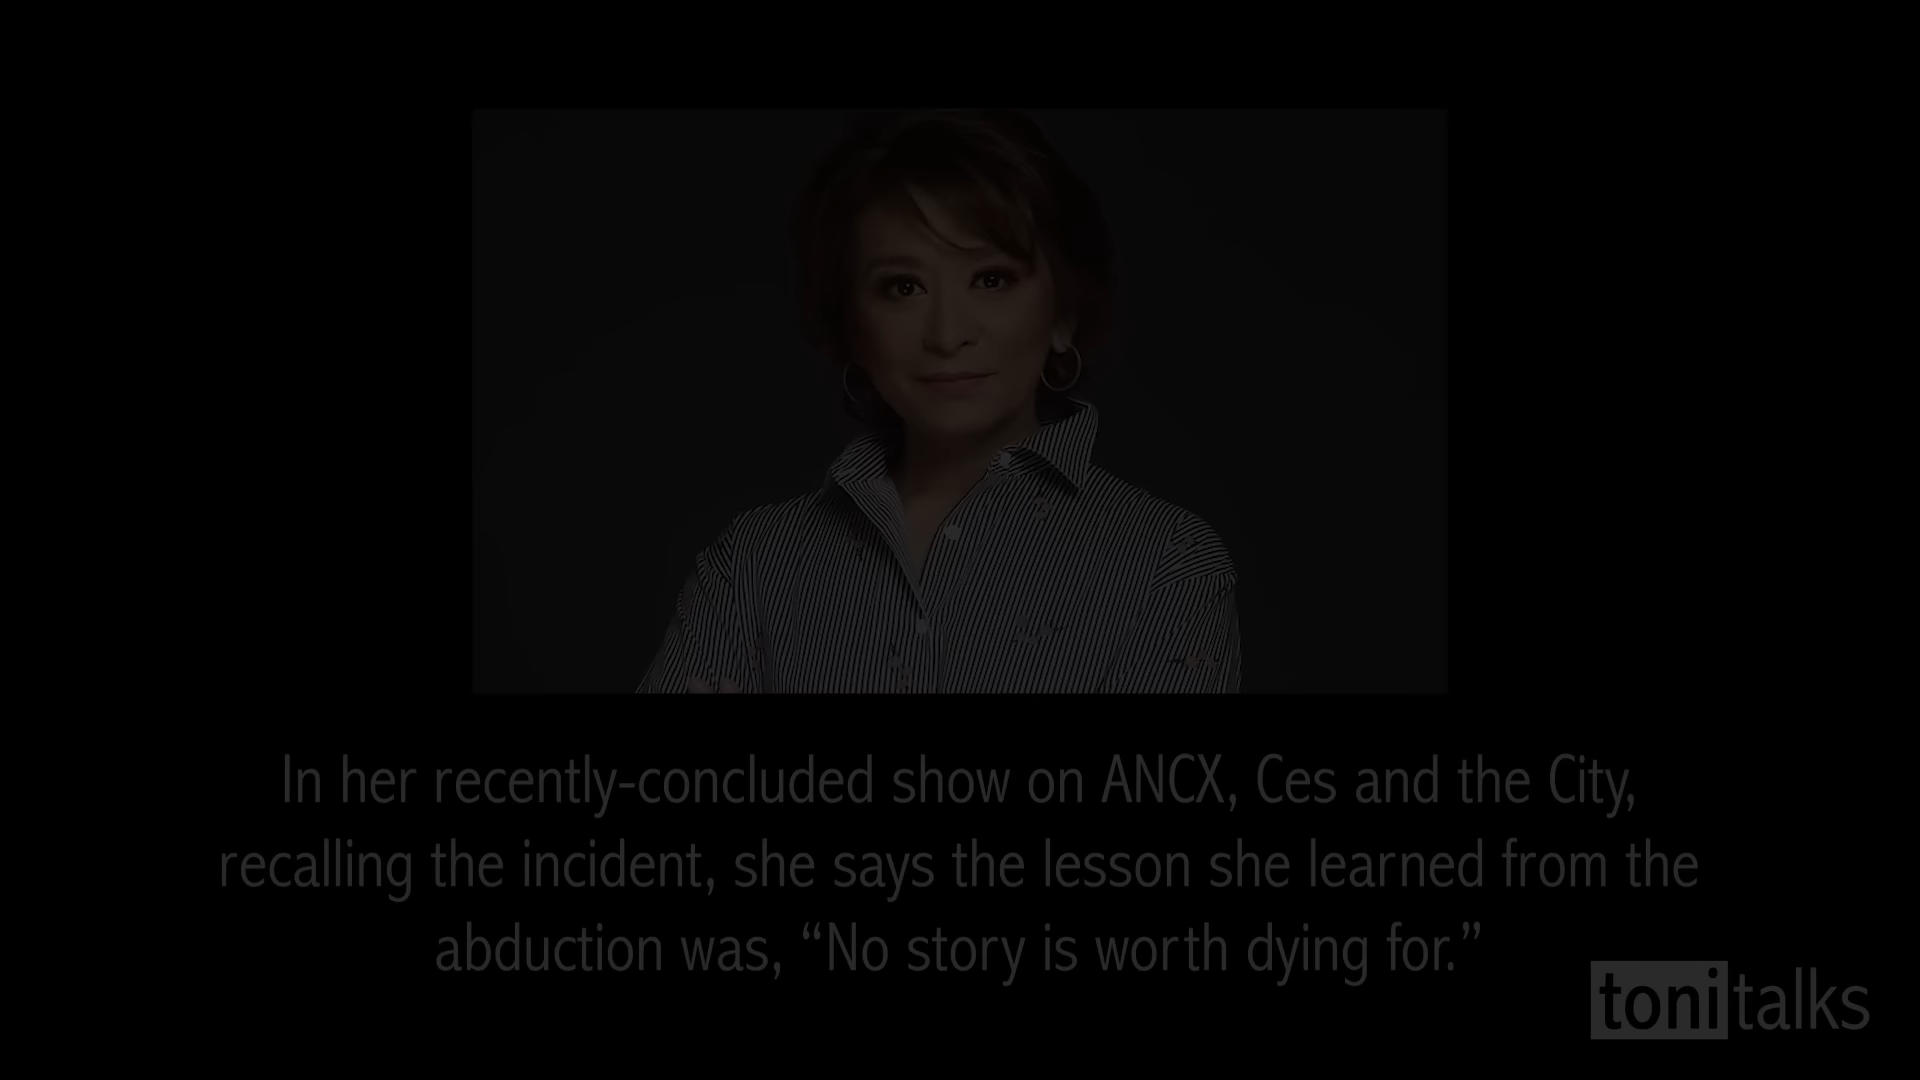 In her recently-concluded show on ANCX, Ces and the City,
recalling the incident, she says the lesson she learned from the
abduction was, “No story is worth dying for.”
tonitalks